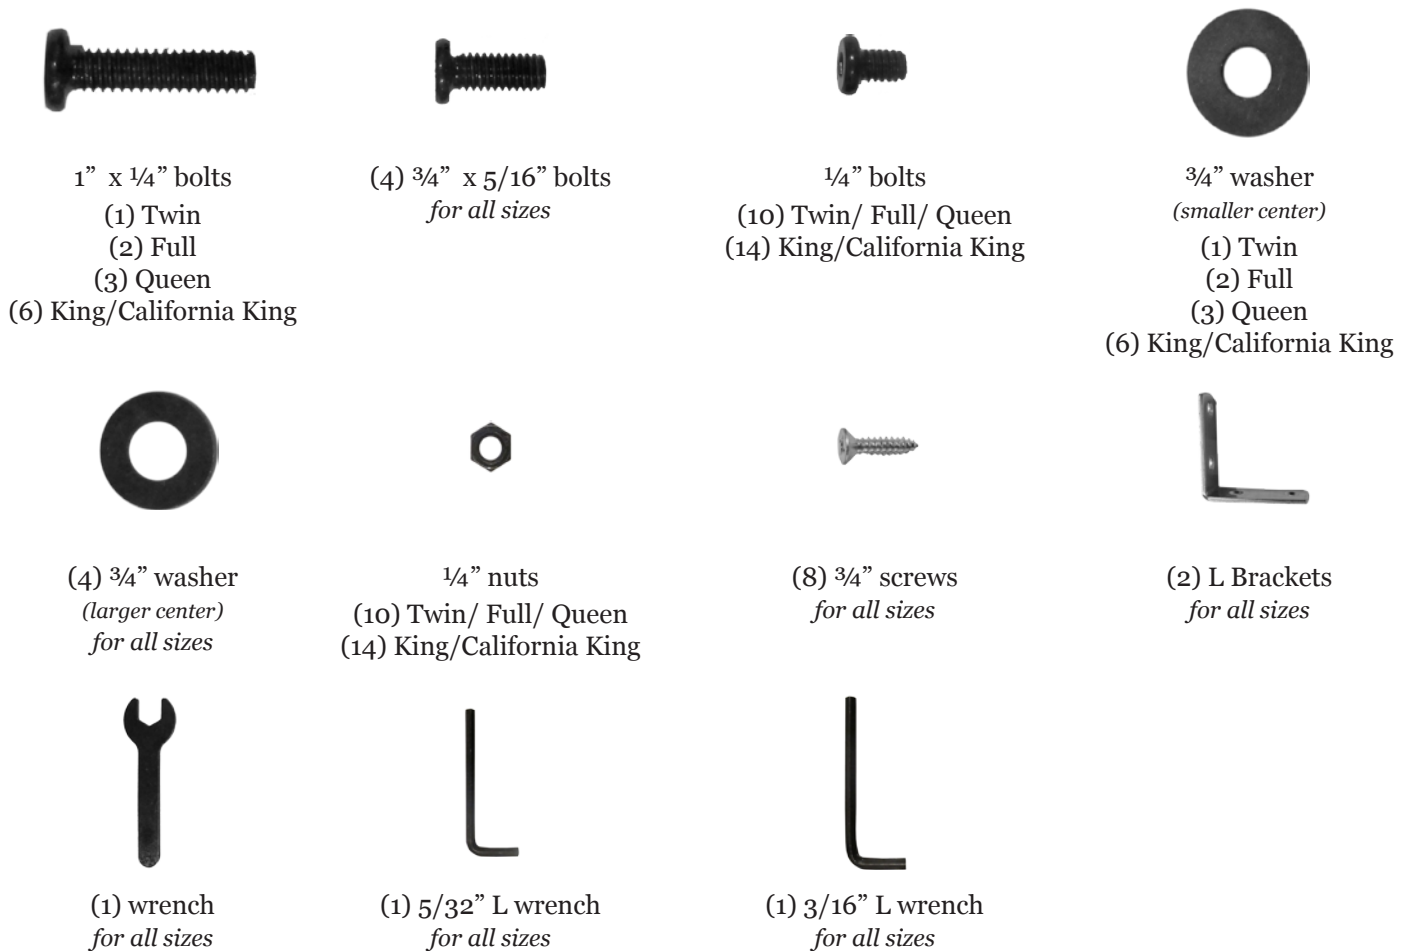 1” x ¼” bolts
(1) Twin
(2) Full
(3) Queen
(6) King/California King
(4) ¾” x 5/16” bolts
for all sizes
¼” bolts
(10) Twin/ Full/ Queen
(14) King/California King
¾” washer
(smaller center)
(1) Twin
(2) Full
(3) Queen
(6) King/California King
(4) ¾” washer
(larger center)
for all sizes
¼” nuts
(10) Twin/ Full/ Queen
(14) King/California King
(8) ¾” screws
for all sizes
(2) L Brackets
for all sizes
(1) wrench
for all sizes
(1) 5/32” L wrench
for all sizes
(1) 3/16” L wrench
for all sizes